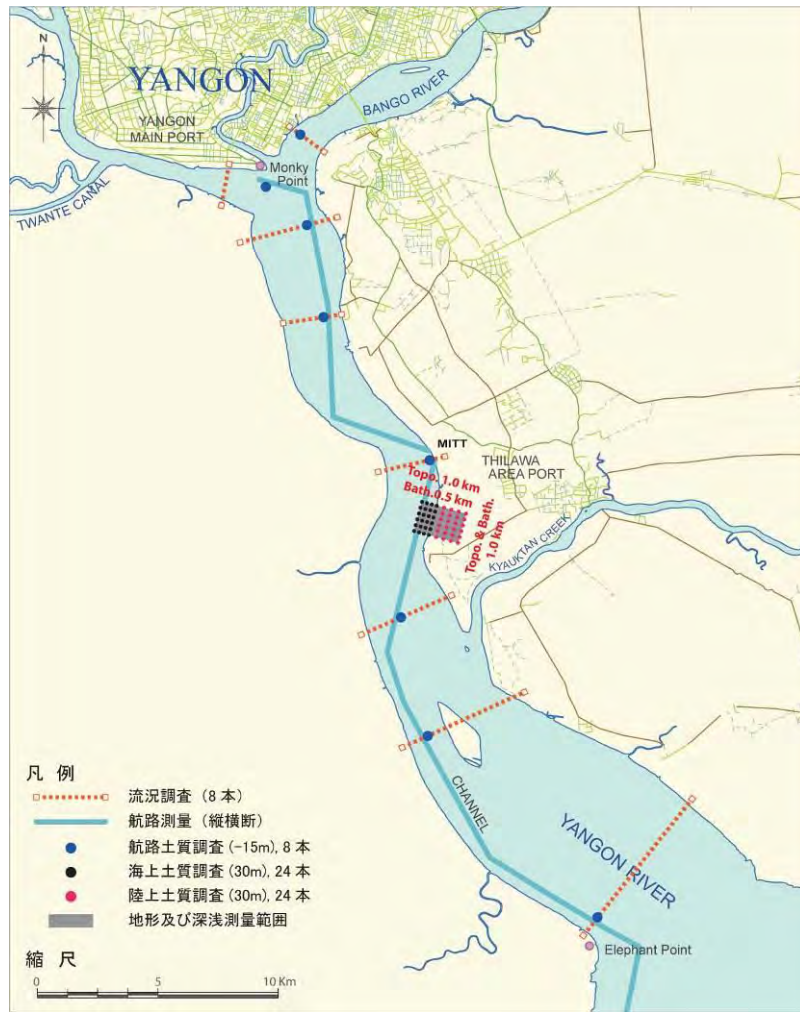 N
YANGON
YANGON
MAIN PORT
BANGO RIVER
Monky
Point
TWANTE CANAL
MITT
THILAWA
AREA PORT
Topo. 1.0 km
Bath.0.5 km
Topo. & Bath.
1.0 km
KYAUKTAN CREEK
CHANNEL
YANGON RIVER
Elephant Point
凡 例
流況調査 (8 本)
航路測量 (縦横断)
航路土質調査 (-15m), 8 本
海上土質調査 (30m), 24 本
陸上土質調査 (30m), 24 本
地形及び深浅測量範囲
縮 尺
0 5 10 Km